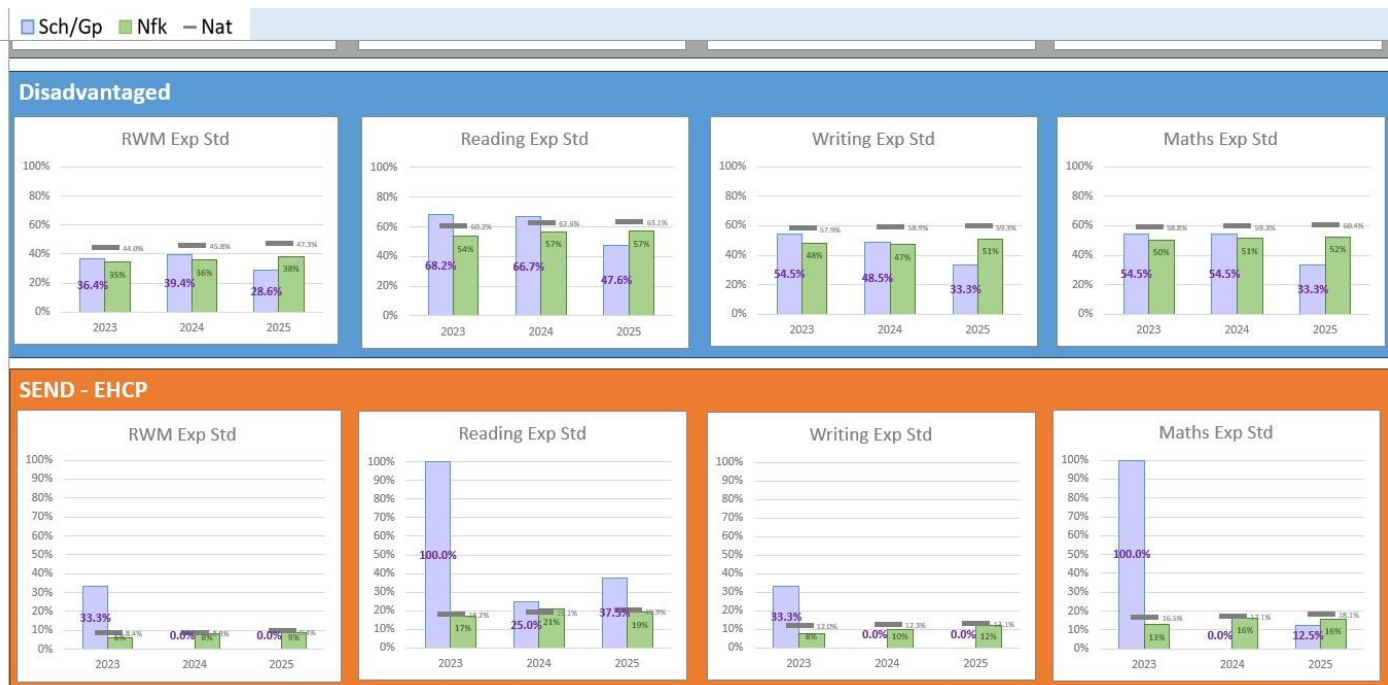 Sch/Gp Nfk Nat
Disadvantaged
RWM Exp Std
100%
80%
60%
40%
20%
0%
44.0% 45.8% 47.3%
36.4% 35% 39.4% 36% 28.6% 38%
2023 2024 2025
Reading Exp Std
100%
80%
60%
40%
20%
0%
60.2% 62.6% 63.1%
68.2% 54% 66.7% 57% 47.6% 57%
2023 2024 2025
Writing Exp Std
100%
80%
60%
40%
20%
0%
57.9% 58.9% 59.3%
54.5% 48% 48.5% 47% 33.3% 51%
2023 2024 2025
Maths Exp Std
100%
80%
60%
40%
20%
0%
58.8% 59.3% 60.4%
54.5% 50% 54.5% 51% 33.3% 52%
2023 2024 2025
SEND - EHCP
RWM Exp Std
100%
90%
80%
70%
60%
50%
40%
30%
20%
10%
0%
33.3% 6% 8.4% 0.0% 8% 0.0% 9%
2023 2024 2025
Reading Exp Std
100%
90%
80%
70%
60%
50%
40%
30%
20%
10%
0%
100.0% 17% 18.2% 25.0% 21% 37.5% 19%
2023 2024 2025
Writing Exp Std
100%
90%
80%
70%
60%
50%
40%
30%
20%
10%
0%
33.3% 8% 12.0% 0.0% 10% 12.3% 0.0% 12%
2023 2024 2025
Maths Exp Std
100%
90%
80%
70%
60%
50%
40%
30%
20%
10%
0%
100.0% 13% 16.5% 0.0% 16% 12.5% 16% 18.1%
2023 2024 2025